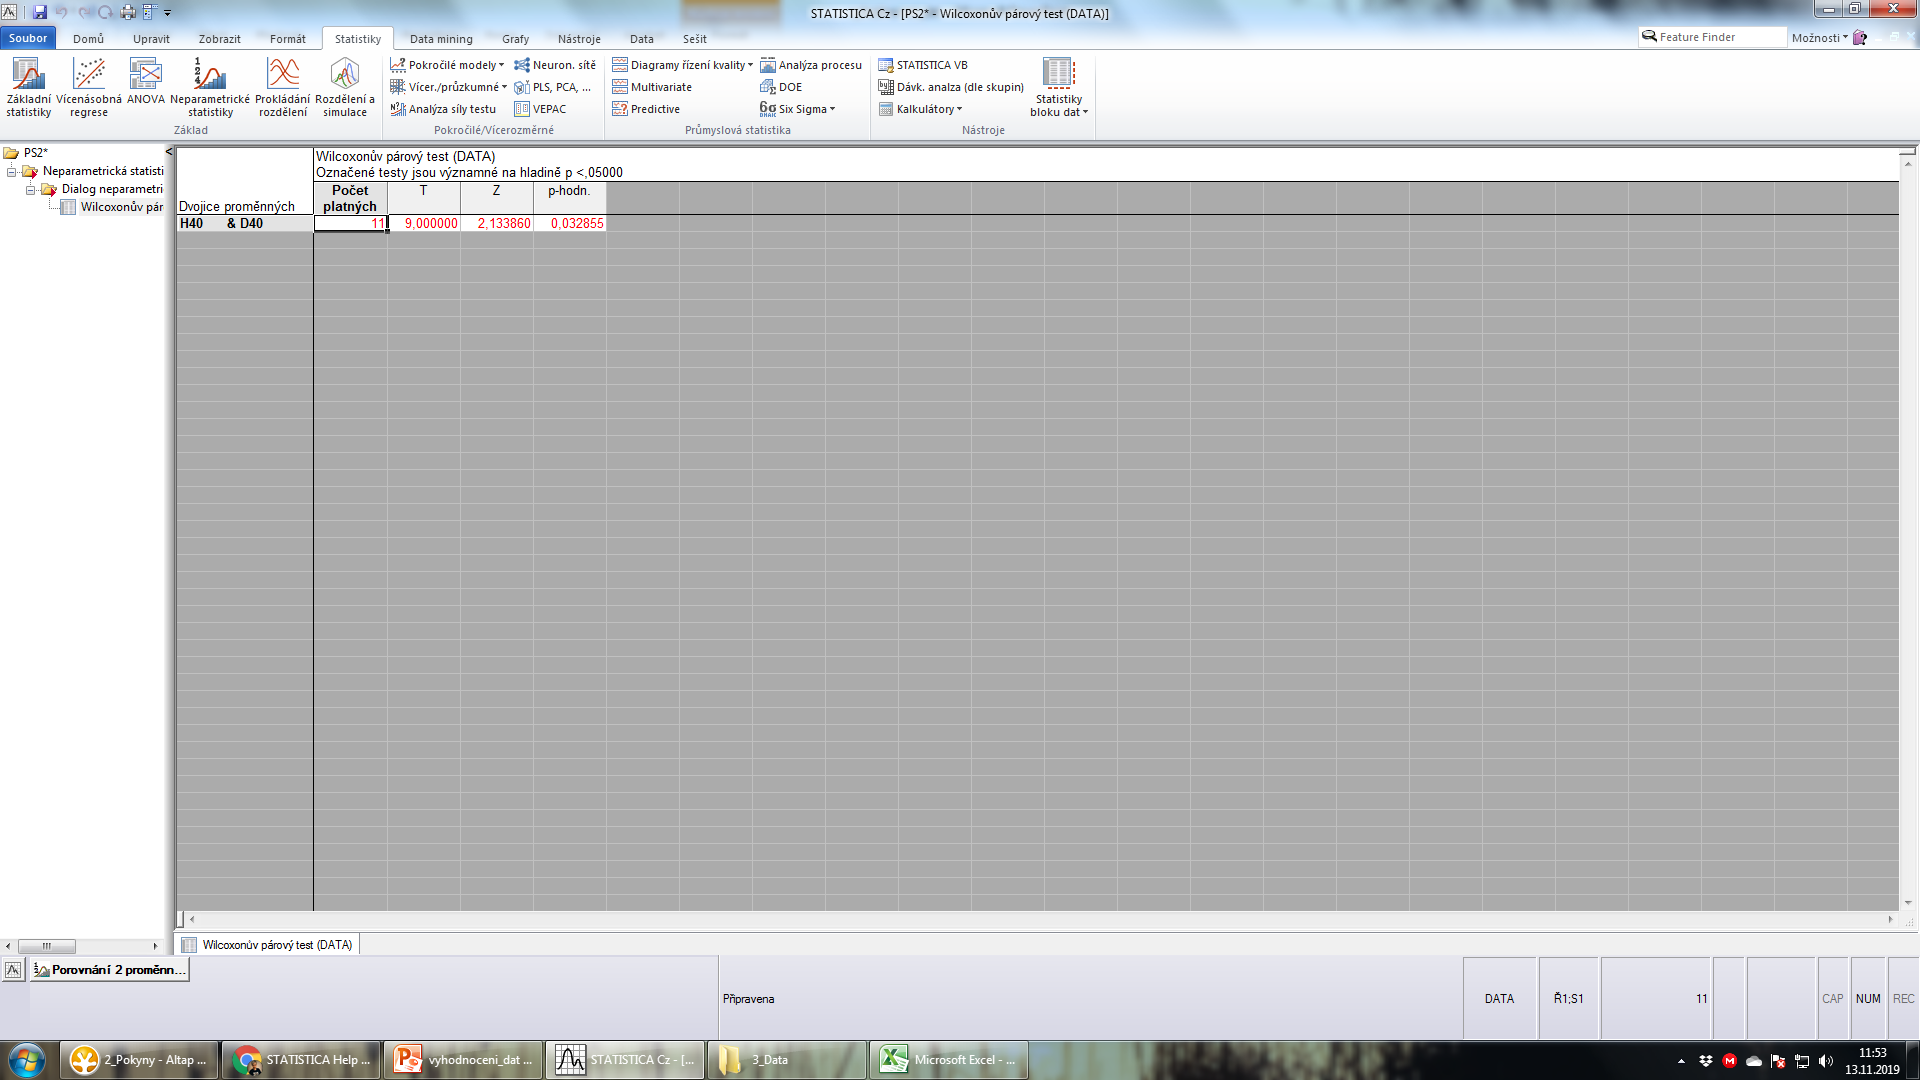 STATISTICA Cz - [PS2* - Wilcoxonův párový test (DATA)]
Soubor Domů Upravit Zobrazit Formát Statistiky Data mining Grafy Nástroje Data Sešit
Feature Finder Možnosti
Základní statistiky
Vícenásobná regrese
ANOVA
Neparametrické statistiky
Prokládání rozdělení
Rozdělení a simulace
Základ
Pokročilé modely
Vícer./průzkumné
Analýza síly testu
Neuron. sítě
PLS, PCA, ...
VEPAC
Pokročilé/Vícerozměrné
Diagramy řízení kvality
Multivariate
Predictive
Analýza procesu
DOE
Six Sigma
Průmyslová statistika
STATISTICA VB
Dávk. analza (dle skupin)
Kalkulátory
Statistiky bloku dat
Nástroje
PS2*
Neparametrická statisti
Dialog neparametri
Wilcoxonův pár
Wilcoxonův párový test (DATA)
Označené testy jsou významné na hladině p <,05000
Dvojice proměnných Počet platných T Z p-hodn.
H40 & D40 11 9,000000 2,133860 0,032855
Wilcoxonův párový test (DATA)
Porovnání 2 proměnn...
Připravena DATA Ř1;S1 11 CAP NUM REC
2_Pokyny - Altap ... STATISTICA Help ... vyhodnoceni_dat ... STATISTICA Cz - [... 3_Data Microsoft Excel - ...
11:53
13.11.2019